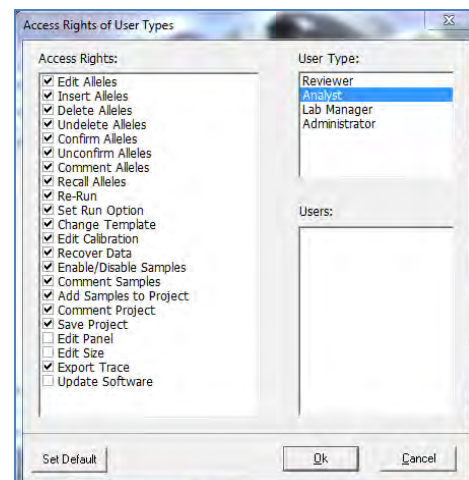 Access Rights of User Types
Access Rights:
Edit Alleles
Insert Alleles
Delete Alleles
Undelete Alleles
Confirm Alleles
Unconfirm Alleles
Comment Alleles
Recall Alleles
Re-Run
Set Run Option
Change Template
Edit Calibration
Recover Data
Enable/Disable Samples
Comment Samples
Add Samples to Project
Comment Project
Save Project
Edit Panel
Edit Size
Export Trace
Update Software
User Type:
Reviewer
Analyst
Lab Manager
Administrator
Users:
Set Default
Ok
Cancel